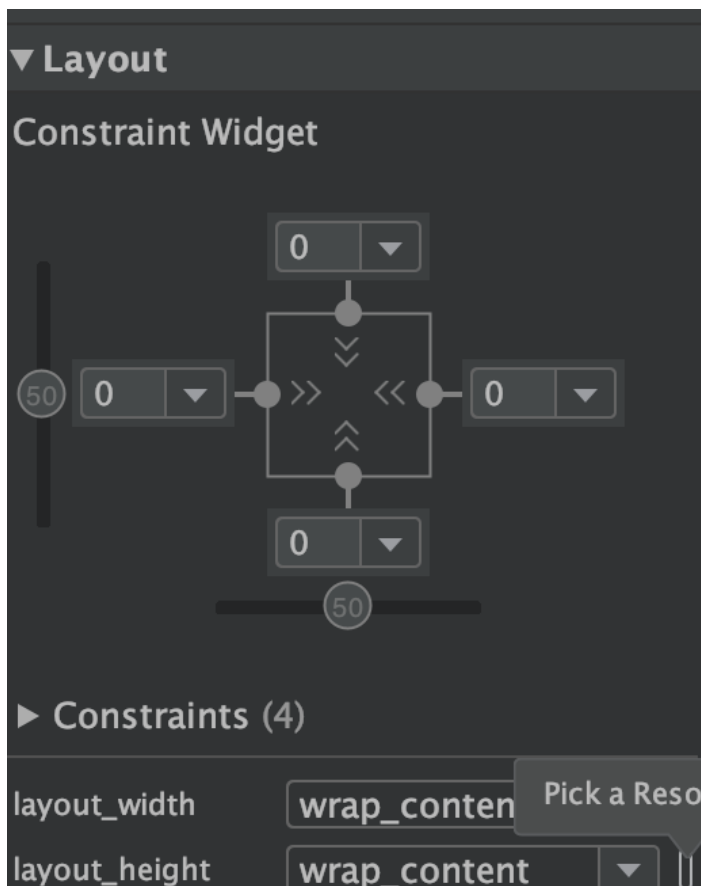 Layout
Constraint Widget
0
50
0
0
0
50
Constraints (4)
layout_width
wrap_conten
Pick a Reso
layout_height
wrap_content